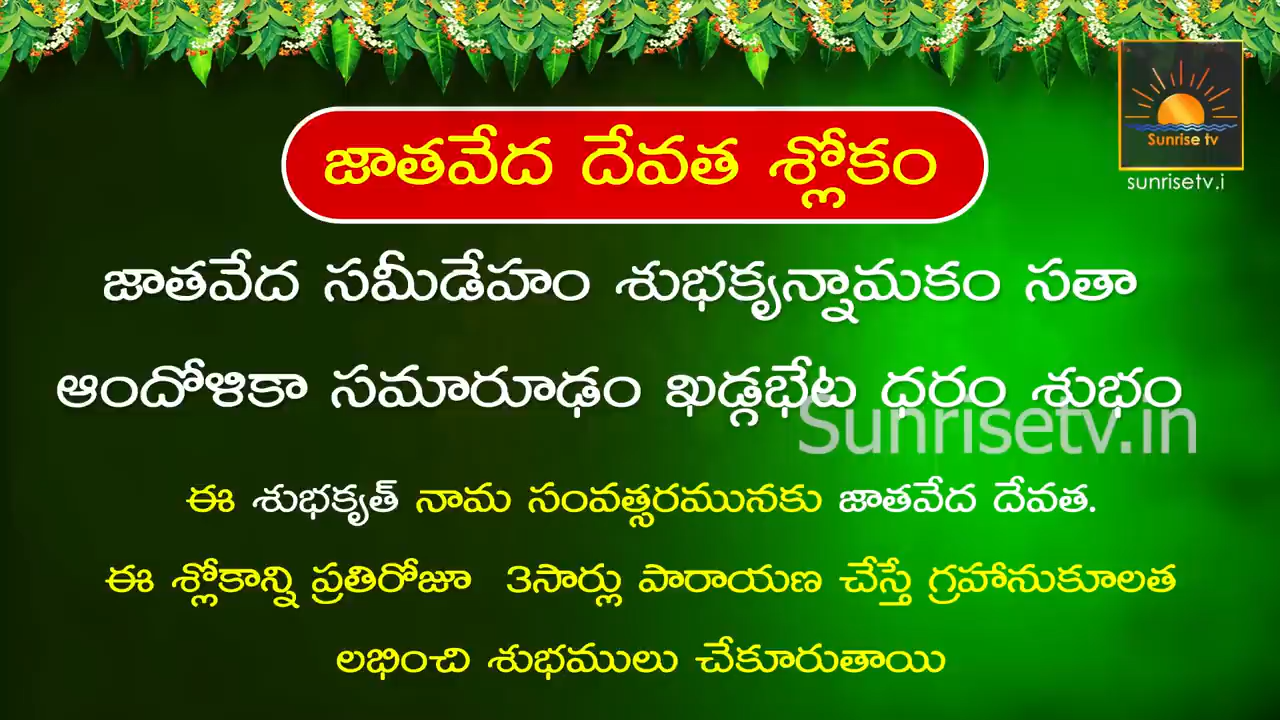 Sunrise tv
sunrisetv.i
జాతవేద దేవత శ్లోకం
జాతవేద సమీడేహం శుభకృన్నామకం సతా
ఆందోళికా సమారూఢం ఖడ్గభేట ధరం శుభం
Sunrisetv.in
ఈ శుభకృత్ నామ సంవత్సరమునకు జాతవేద దేవత.
ఈ శ్లోకాన్ని ప్రతిరోజూ 3సార్లు పారాయణ చేస్తే గ్రహానుకూలత
లభించి శుభములు చేకూరుతాయి